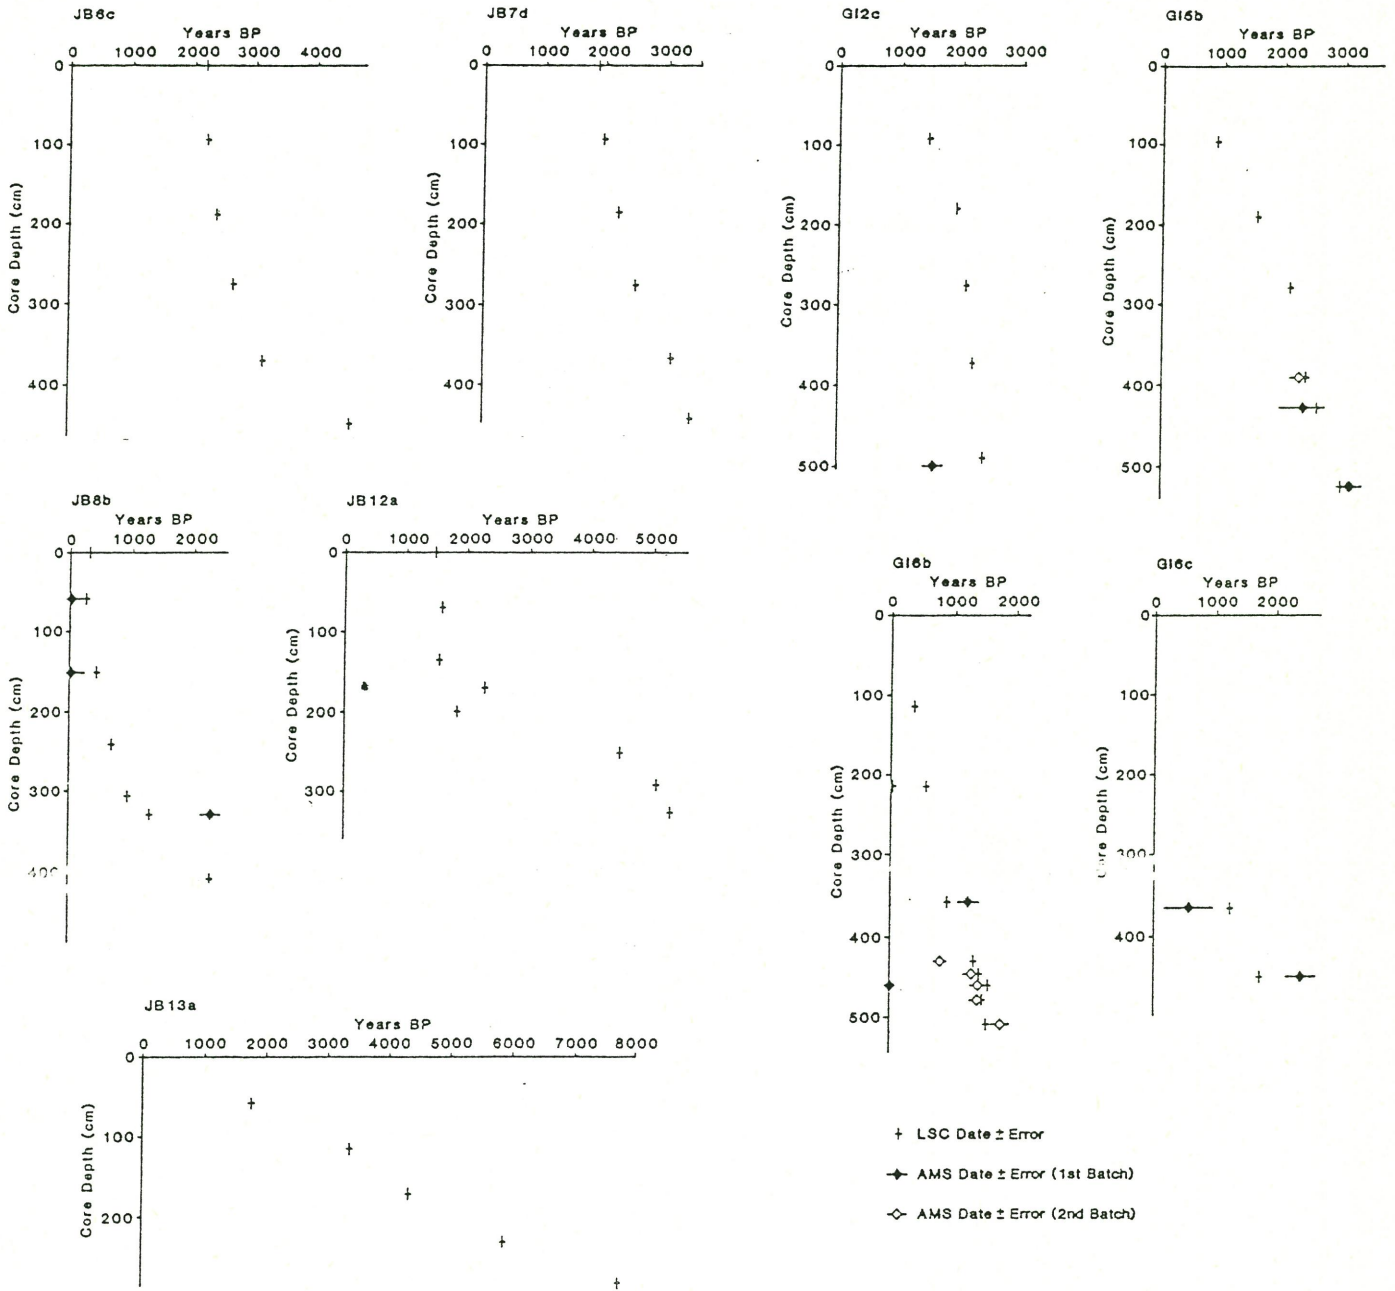 JB6c
Years BP
0 1000 2000 3000 4000
0
100
200
300
400
Core Depth (cm)
JB7d
Years BP
0 1000 2000 3000
0
100
200
300
400
Core Depth (cm)
GI2c
Years BP
0 1000 2000 3000
0
100
200
300
400
500
Core Depth (cm)
GI5b
Years BP
0 1000 2000 3000
0
100
200
300
400
500
Core Depth (cm)
JB8b
Years BP
0 1000 2000
0
100
200
300
400
Core Depth (cm)
JB12a
Years BP
0 1000 2000 3000 4000 5000
0
100
200
300
Core Depth (cm)
GI6b
Years BP
0 1000 2000
0
100
200
300
400
500
Core Depth (cm)
GI6c
Years BP
0 1000 2000
0
100
200
300
400
Core Depth (cm)
JB13a
Years BP
0 1000 2000 3000 4000 5000 6000 7000 8000
0
100
200
Core Depth (cm)
LSC Date ± Error
AMS Date ± Error (1st Batch)
AMS Date ± Error (2nd Batch)